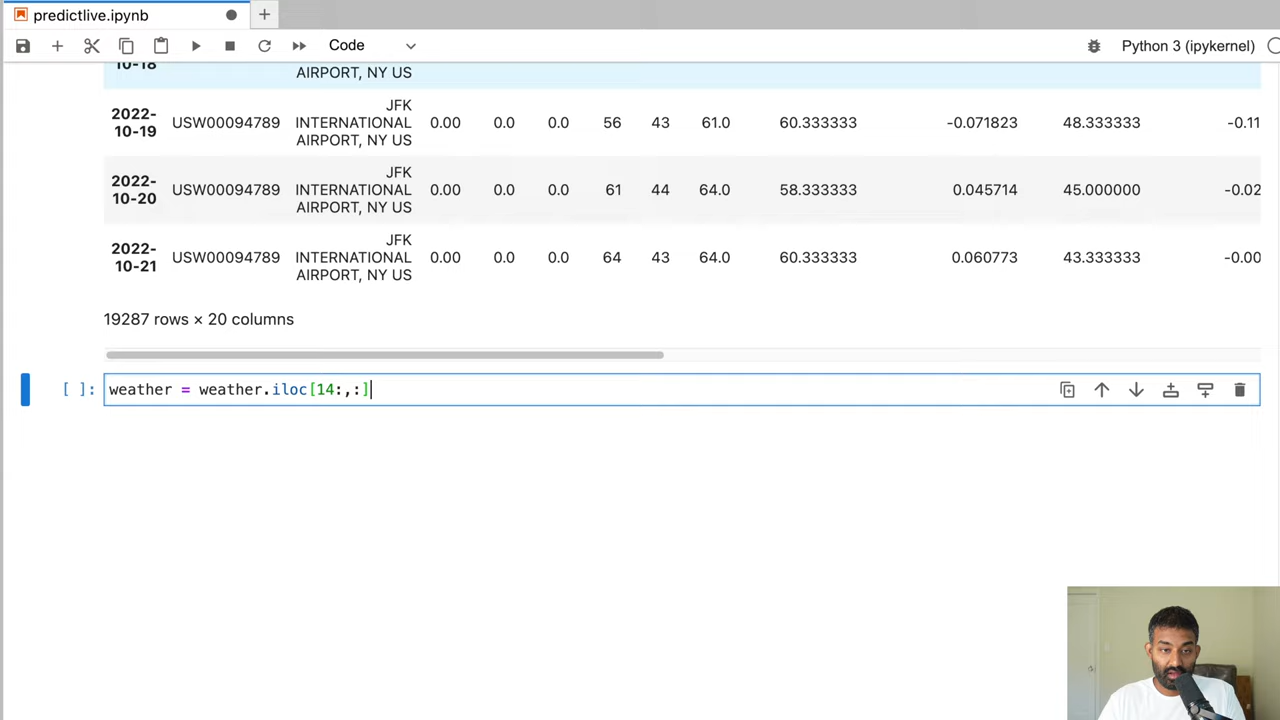 predictlive.ipynb
Code
Python 3 (ipykernel)
10-18 AIRPORT, NY US
2022-10-19 USW00094789 JFK INTERNATIONAL AIRPORT, NY US 0.00 0.0 0.0 56 43 61.0 60.333333 -0.071823 48.333333 -0.11
2022-10-20 USW00094789 JFK INTERNATIONAL AIRPORT, NY US 0.00 0.0 0.0 61 44 64.0 58.333333 0.045714 45.000000 -0.02
2022-10-21 USW00094789 JFK INTERNATIONAL AIRPORT, NY US 0.00 0.0 0.0 64 43 64.0 60.333333 0.060773 43.333333 -0.00
19287 rows × 20 columns
[ ]: weather = weather.iloc[14:,:]